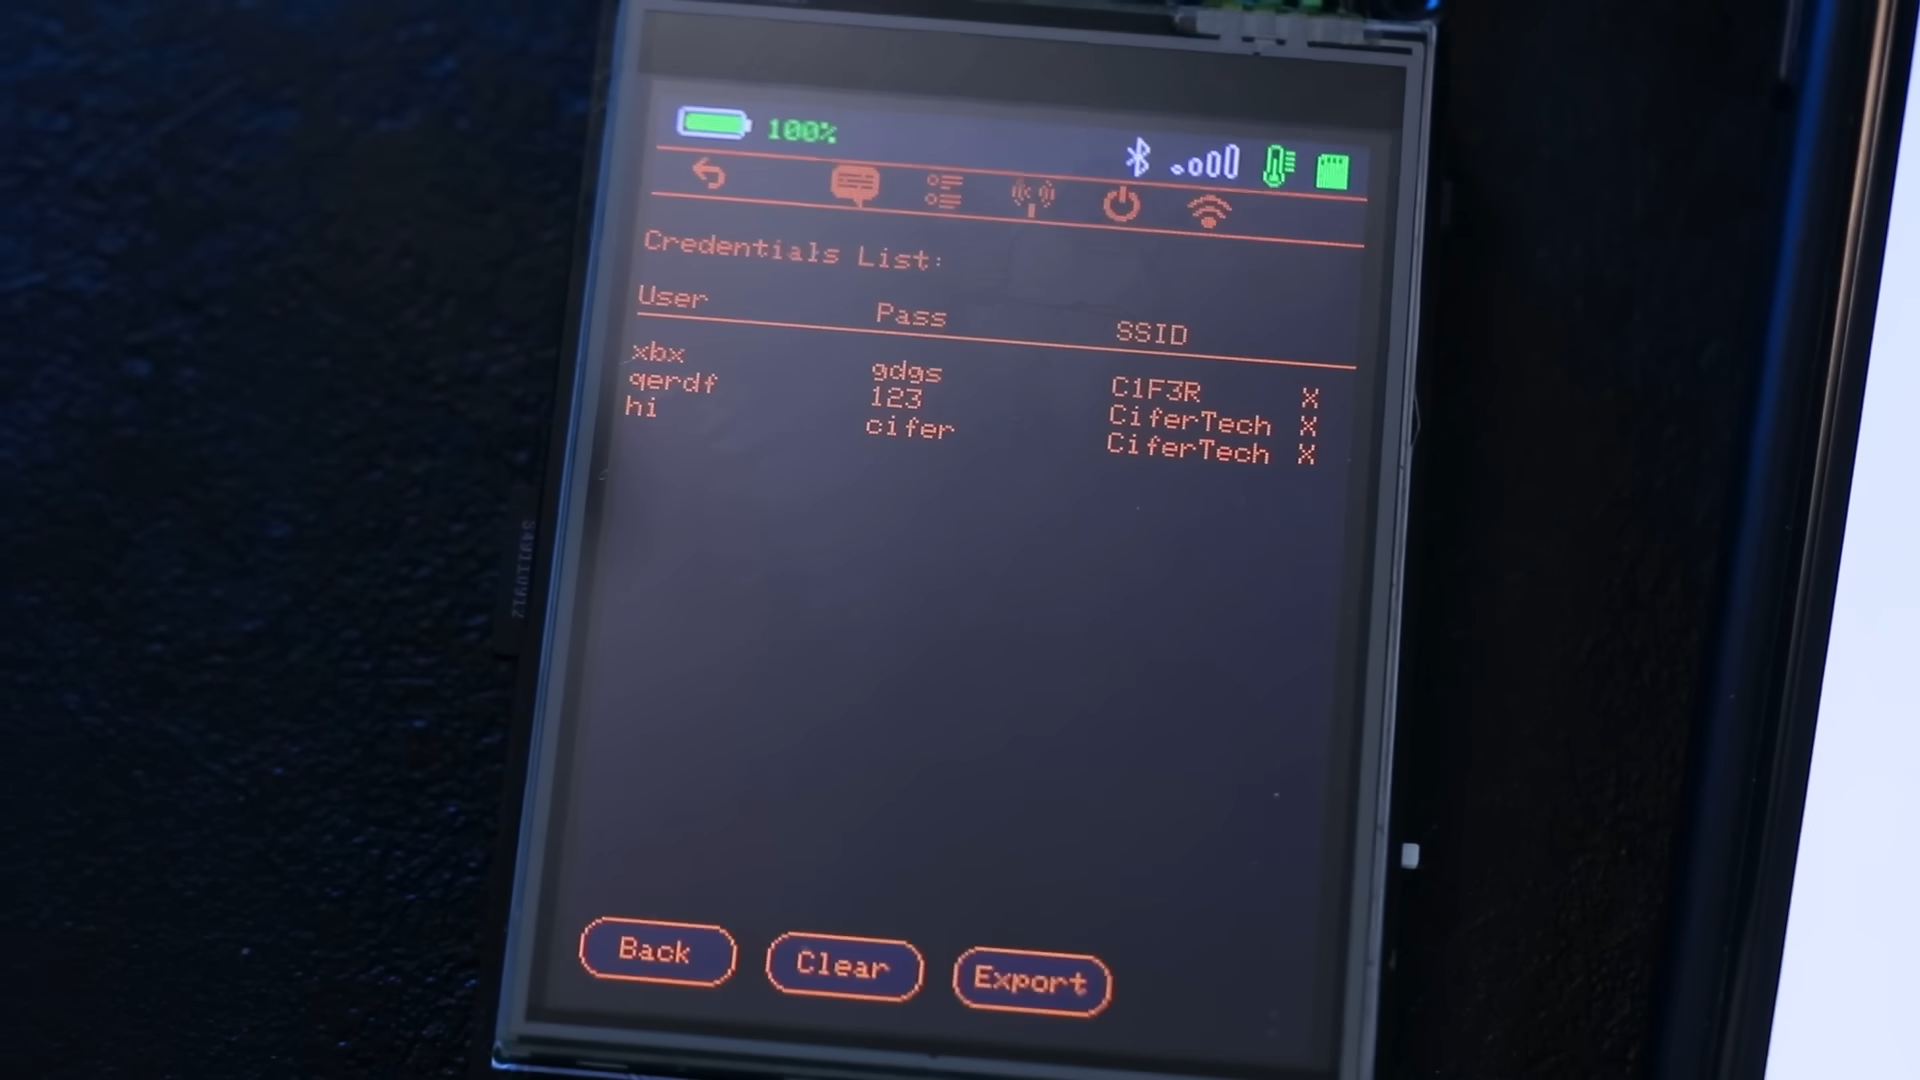 100%
Credentials List:
User Pass SSID
xbx gdgs C1F3R X
qerdf 123 CiferTech X
hi cifer CiferTech X
Back Clear Export